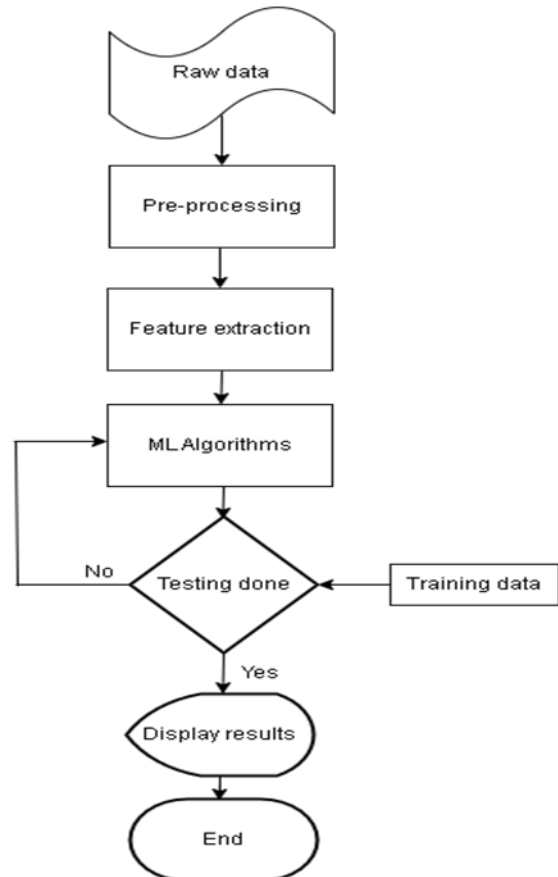 Raw data
Pre-processing
Feature extraction
ML Algorithms
No
Testing done
Training data
Yes
Display results
End